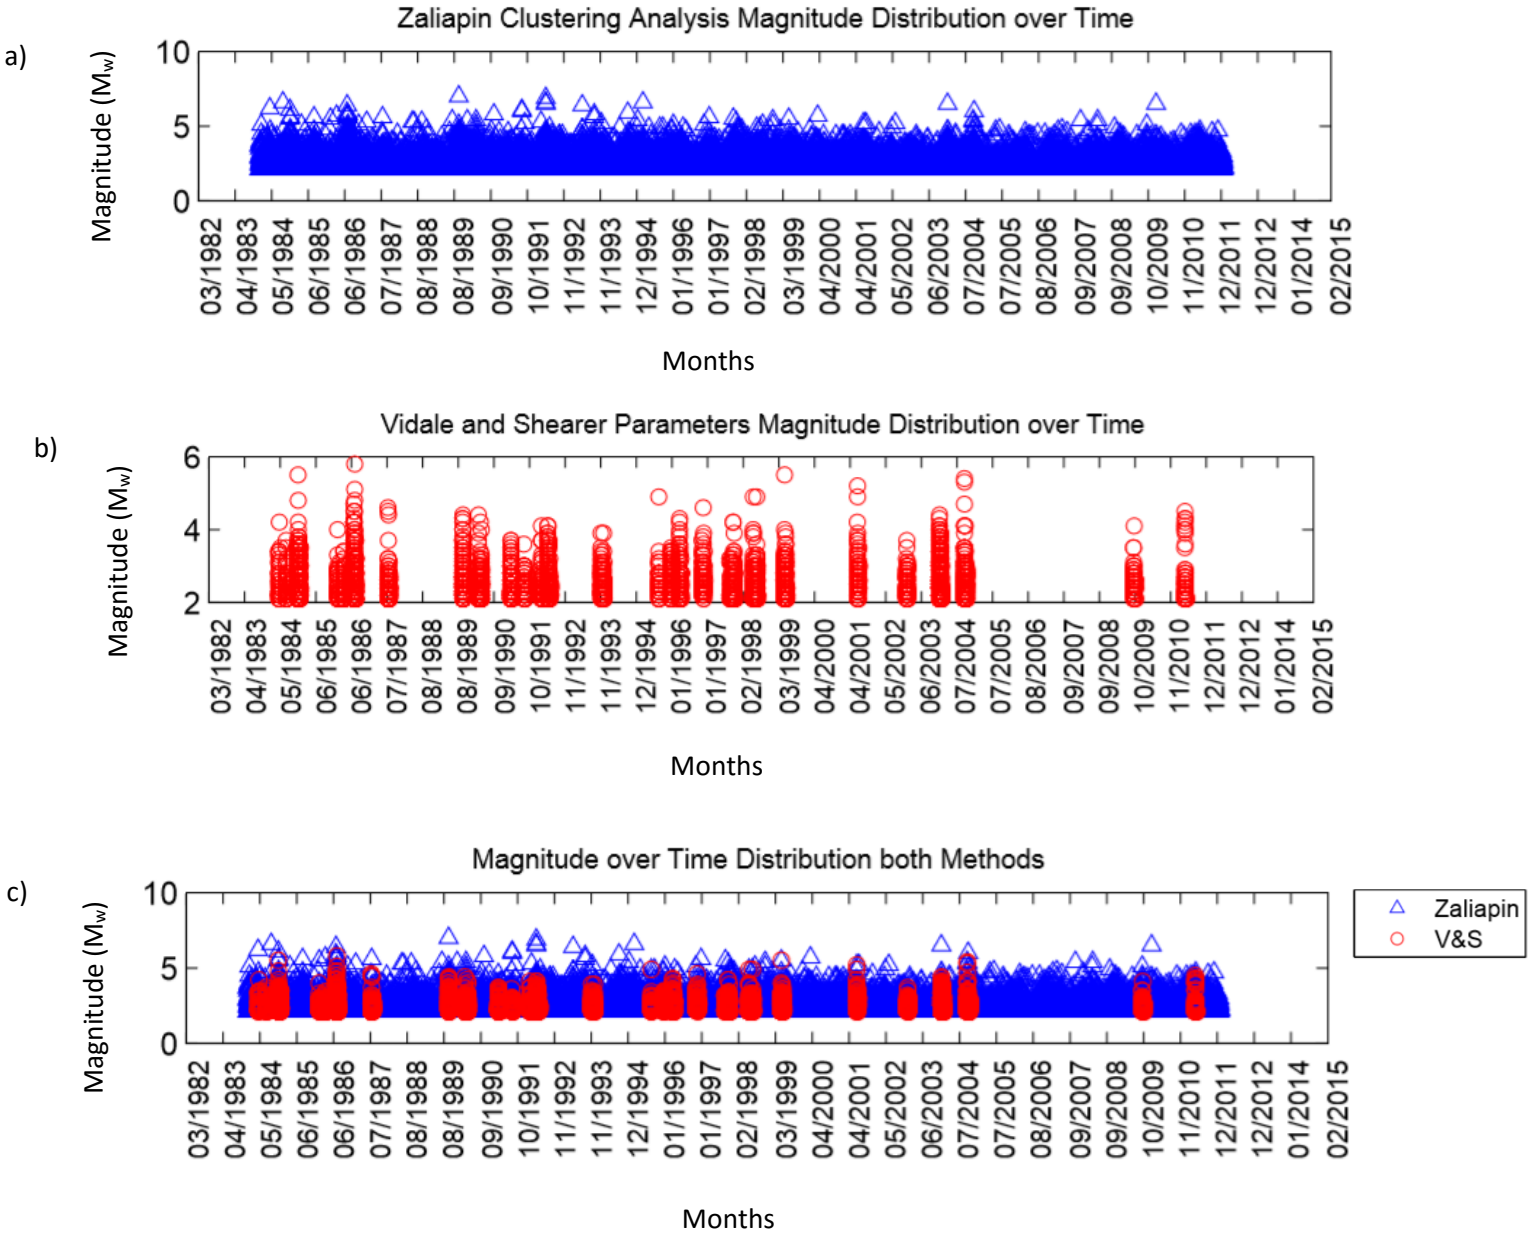 Zaliapin Clustering Analysis Magnitude Distribution over Time
a)
Magnitude (Mw)
10
5
0
03/1982 04/1983 05/1984 06/1985 06/1986 07/1987 08/1988 08/1989 09/1990 10/1991 11/1992 11/1993 12/1994 01/1996 01/1997 02/1998 03/1999 04/2000 04/2001 05/2002 06/2003 07/2004 07/2005 08/2006 09/2007 09/2008 10/2009 11/2010 12/2011 12/2012 01/2014 02/2015
Months
Vidale and Shearer Parameters Magnitude Distribution over Time
b)
Magnitude (Mw)
6
4
2
03/1982 04/1983 05/1984 06/1985 06/1986 07/1987 08/1988 08/1989 09/1990 10/1991 11/1992 11/1993 12/1994 01/1996 01/1997 02/1998 03/1999 04/2000 04/2001 05/2002 06/2003 07/2004 07/2005 08/2006 09/2007 09/2008 10/2009 11/2010 12/2011 12/2012 01/2014 02/2015
Months
Magnitude over Time Distribution both Methods
c)
Magnitude (Mw)
10
5
0
03/1982 04/1983 05/1984 06/1985 06/1986 07/1987 08/1988 08/1989 09/1990 10/1991 11/1992 11/1993 12/1994 01/1996 01/1997 02/1998 03/1999 04/2000 04/2001 05/2002 06/2003 07/2004 07/2005 08/2006 09/2007 09/2008 10/2009 11/2010 12/2011 12/2012 01/2014 02/2015
Months
Zaliapin
V&S